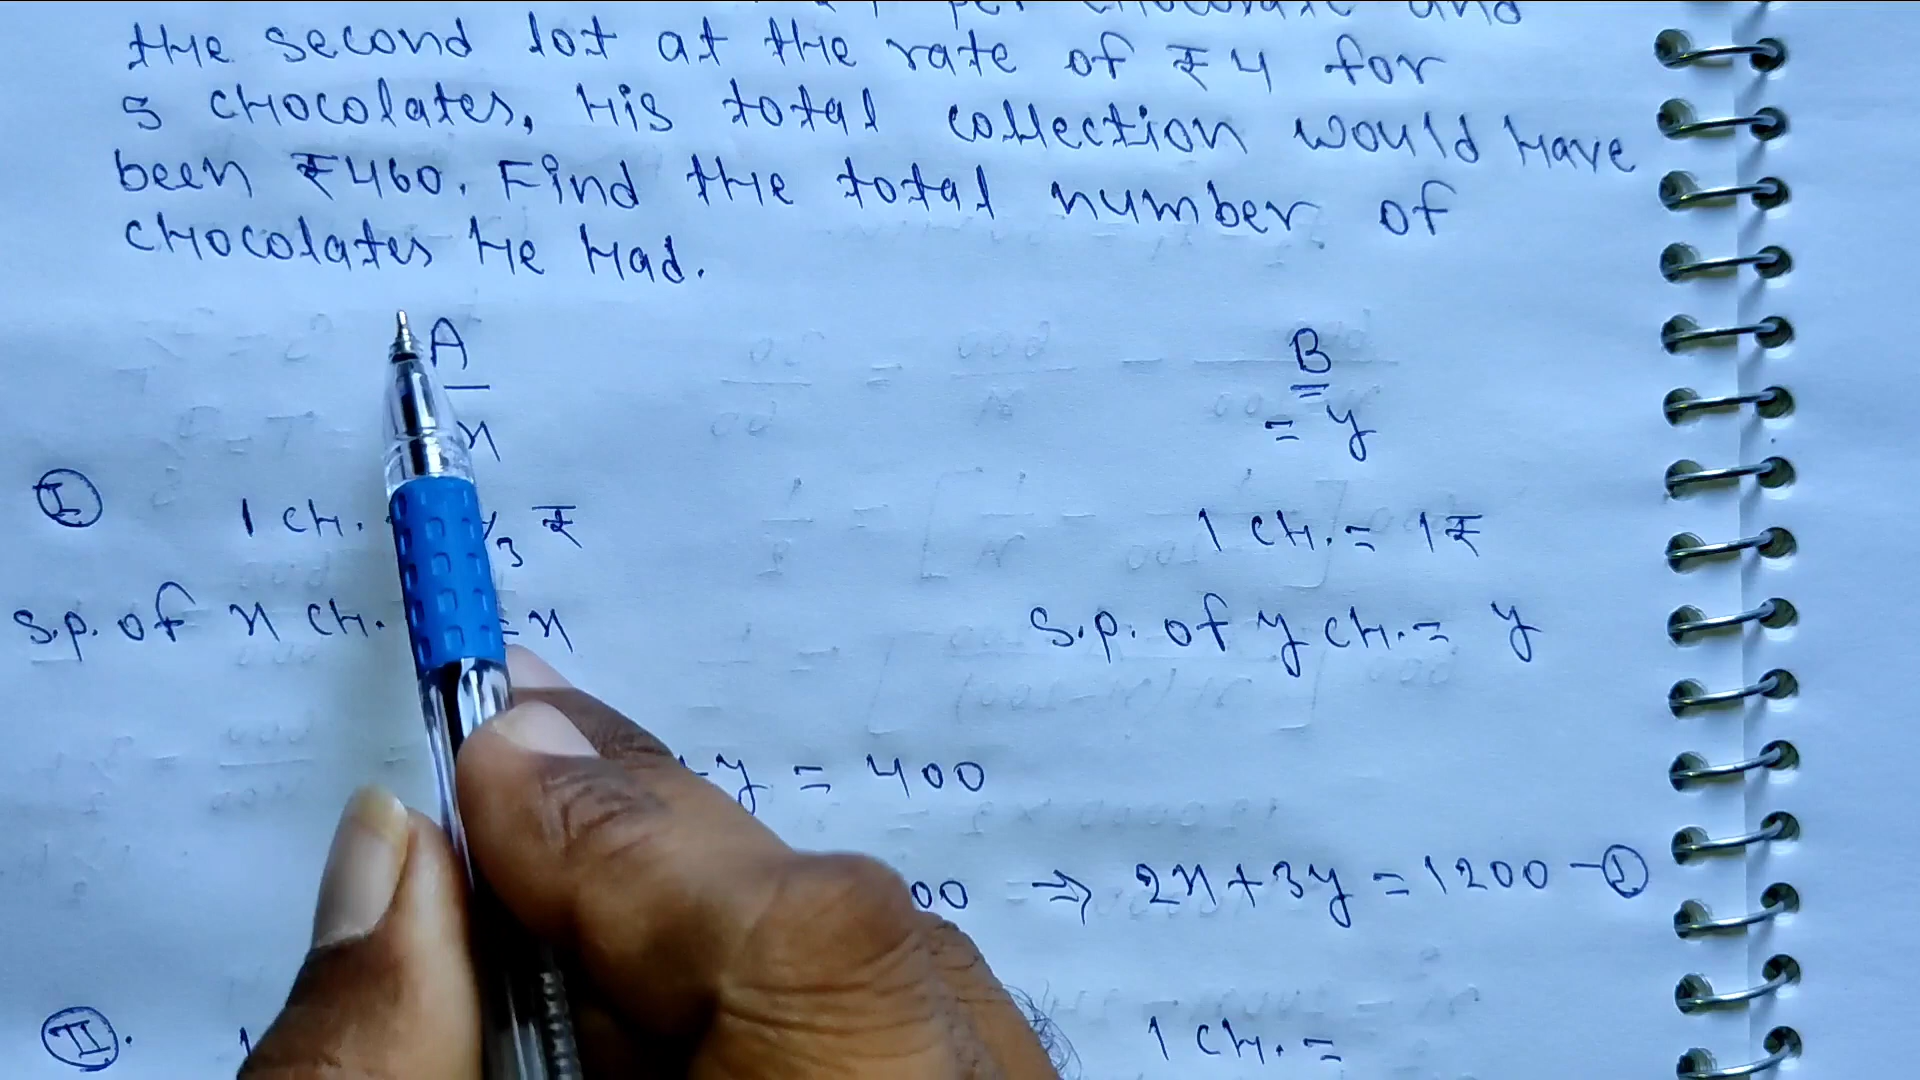 the second lot at the rate of ₹4 for
5 chocolates, His total collection would have
been ₹460. Find the total number of
chocolates He Had.
A B
x = y
I 1 CH. 3 ₹ 1 CH. = 1₹
S.P. of x CH. = x S.P. of y CH. = y
y = 400
00 ⇒ 2x + 3y = 1200 - ①
II. 1 1 CH. =